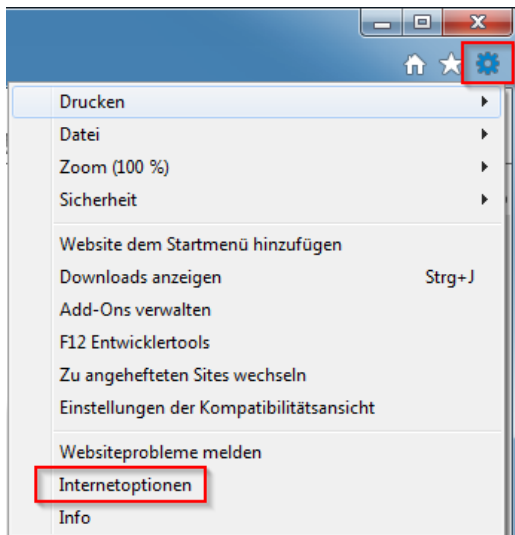 Drucken
Datei
Zoom (100 %)
Sicherheit
Website dem Startmenü hinzufügen
Downloads anzeigen Strg+J
Add-Ons verwalten
F12 Entwicklertools
Zu angehefteten Sites wechseln
Einstellungen der Kompatibilitätsansicht
Websiteprobleme melden
Internetoptionen
Info